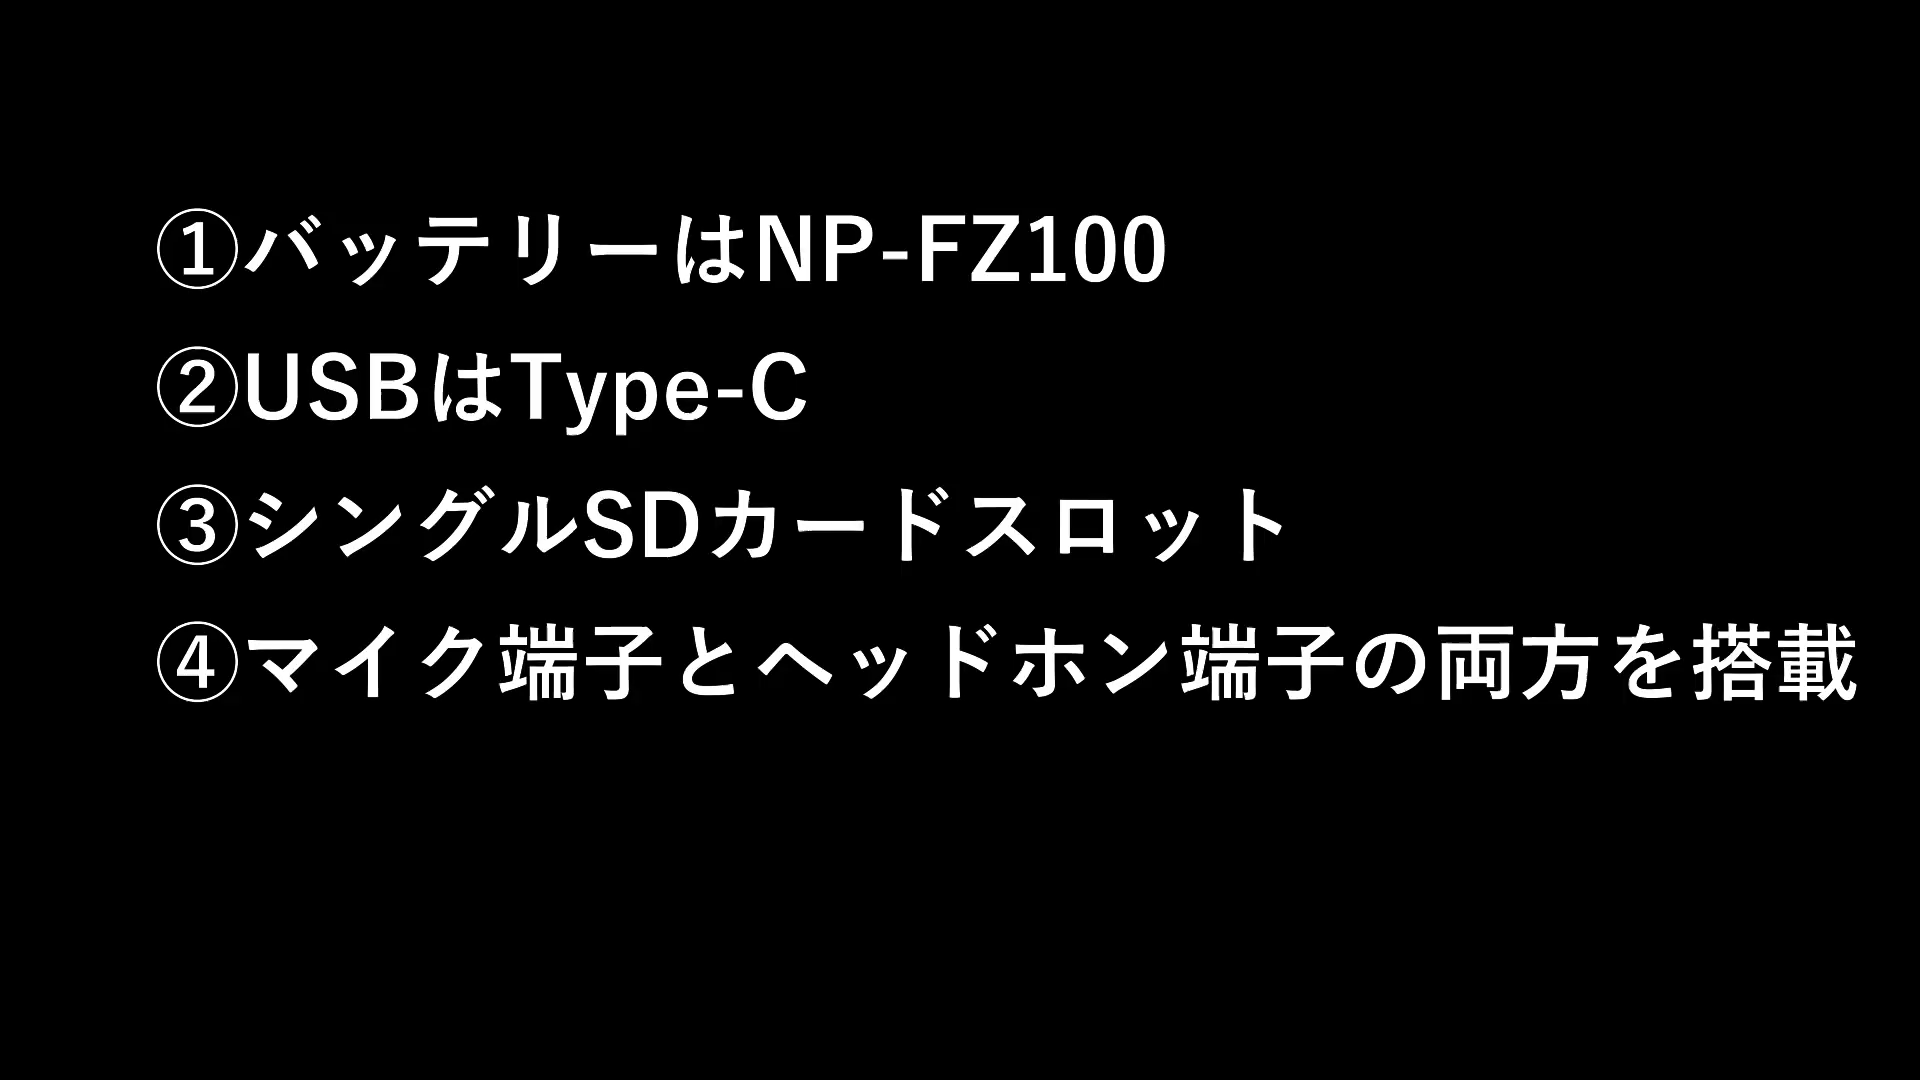 ①バッテリーはNP-FZ100
②USBはType-C
③シングルSDカードスロット
④マイク端子とヘッドホン端子の両方を搭載